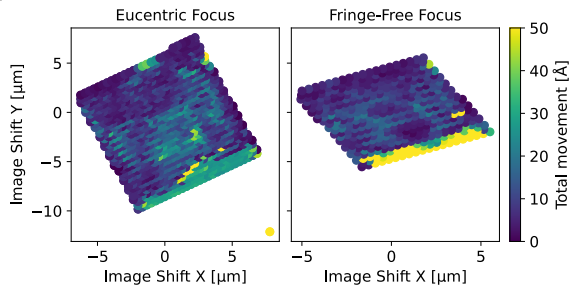 Eucentric Focus
Fringe-Free Focus
Image Shift Y [µm]
5
0
−5
−10
−5
0
5
−5
0
5
Image Shift X [µm]
Image Shift X [µm]
50
40
30
20
10
0
Total movement [Å]